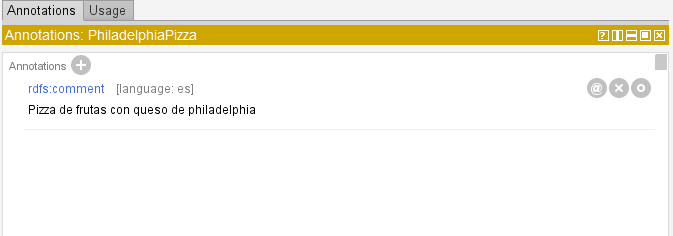 Annotations Usage
Annotations: PhiladelphiaPizza
Annotations
rdfs:comment [language: es]
Pizza de frutas con queso de philadelphia